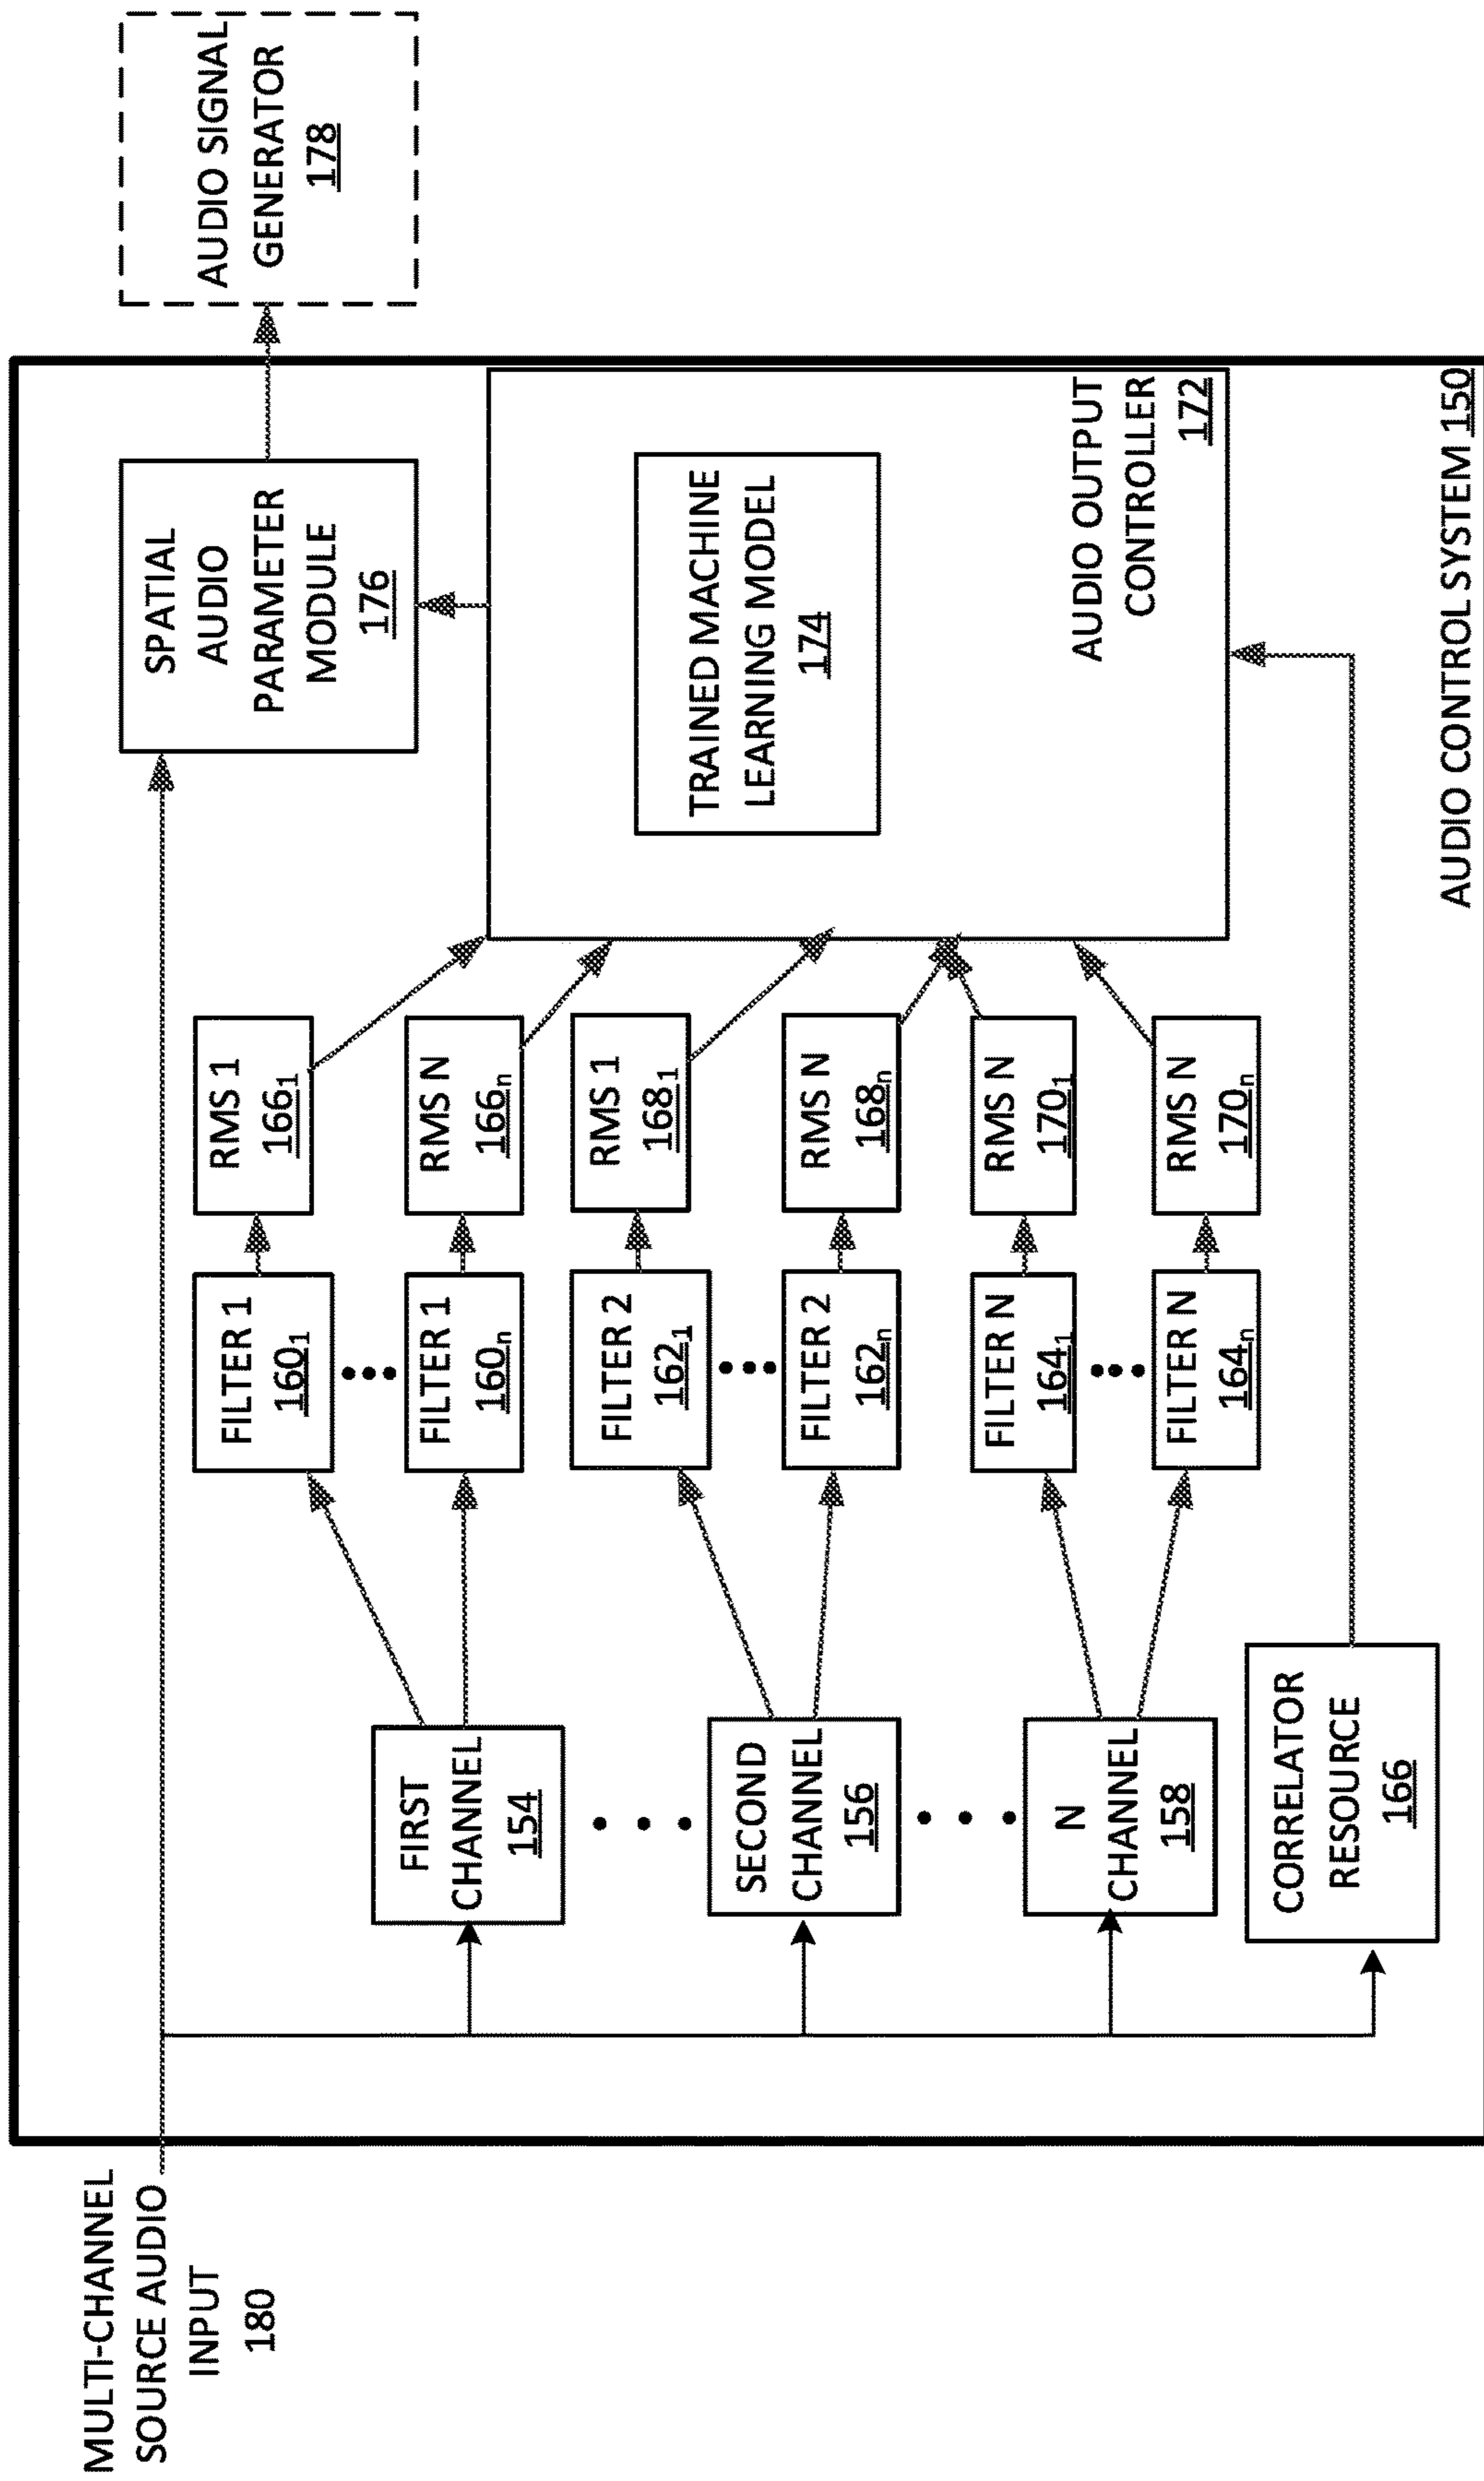 MULTI-CHANNEL
SOURCE AUDIO
INPUT
180
FIRST
CHANNEL
154
SECOND
CHANNEL
156
N
CHANNEL
158
CORRELATOR
RESOURCE
166
FILTER 1
160₁
FILTER 1
160ₙ
FILTER 2
162₁
FILTER 2
162ₙ
FILTER N
164₁
FILTER N
164ₙ
RMS 1
166₁
RMS N
166ₙ
RMS 1
168₁
RMS N
168ₙ
RMS N
170₁
RMS N
170ₙ
SPATIAL
AUDIO
PARAMETER
MODULE
176
TRAINED MACHINE
LEARNING MODEL
174
AUDIO OUTPUT
CONTROLLER
172
AUDIO SIGNAL
GENERATOR
178
AUDIO CONTROL SYSTEM 150